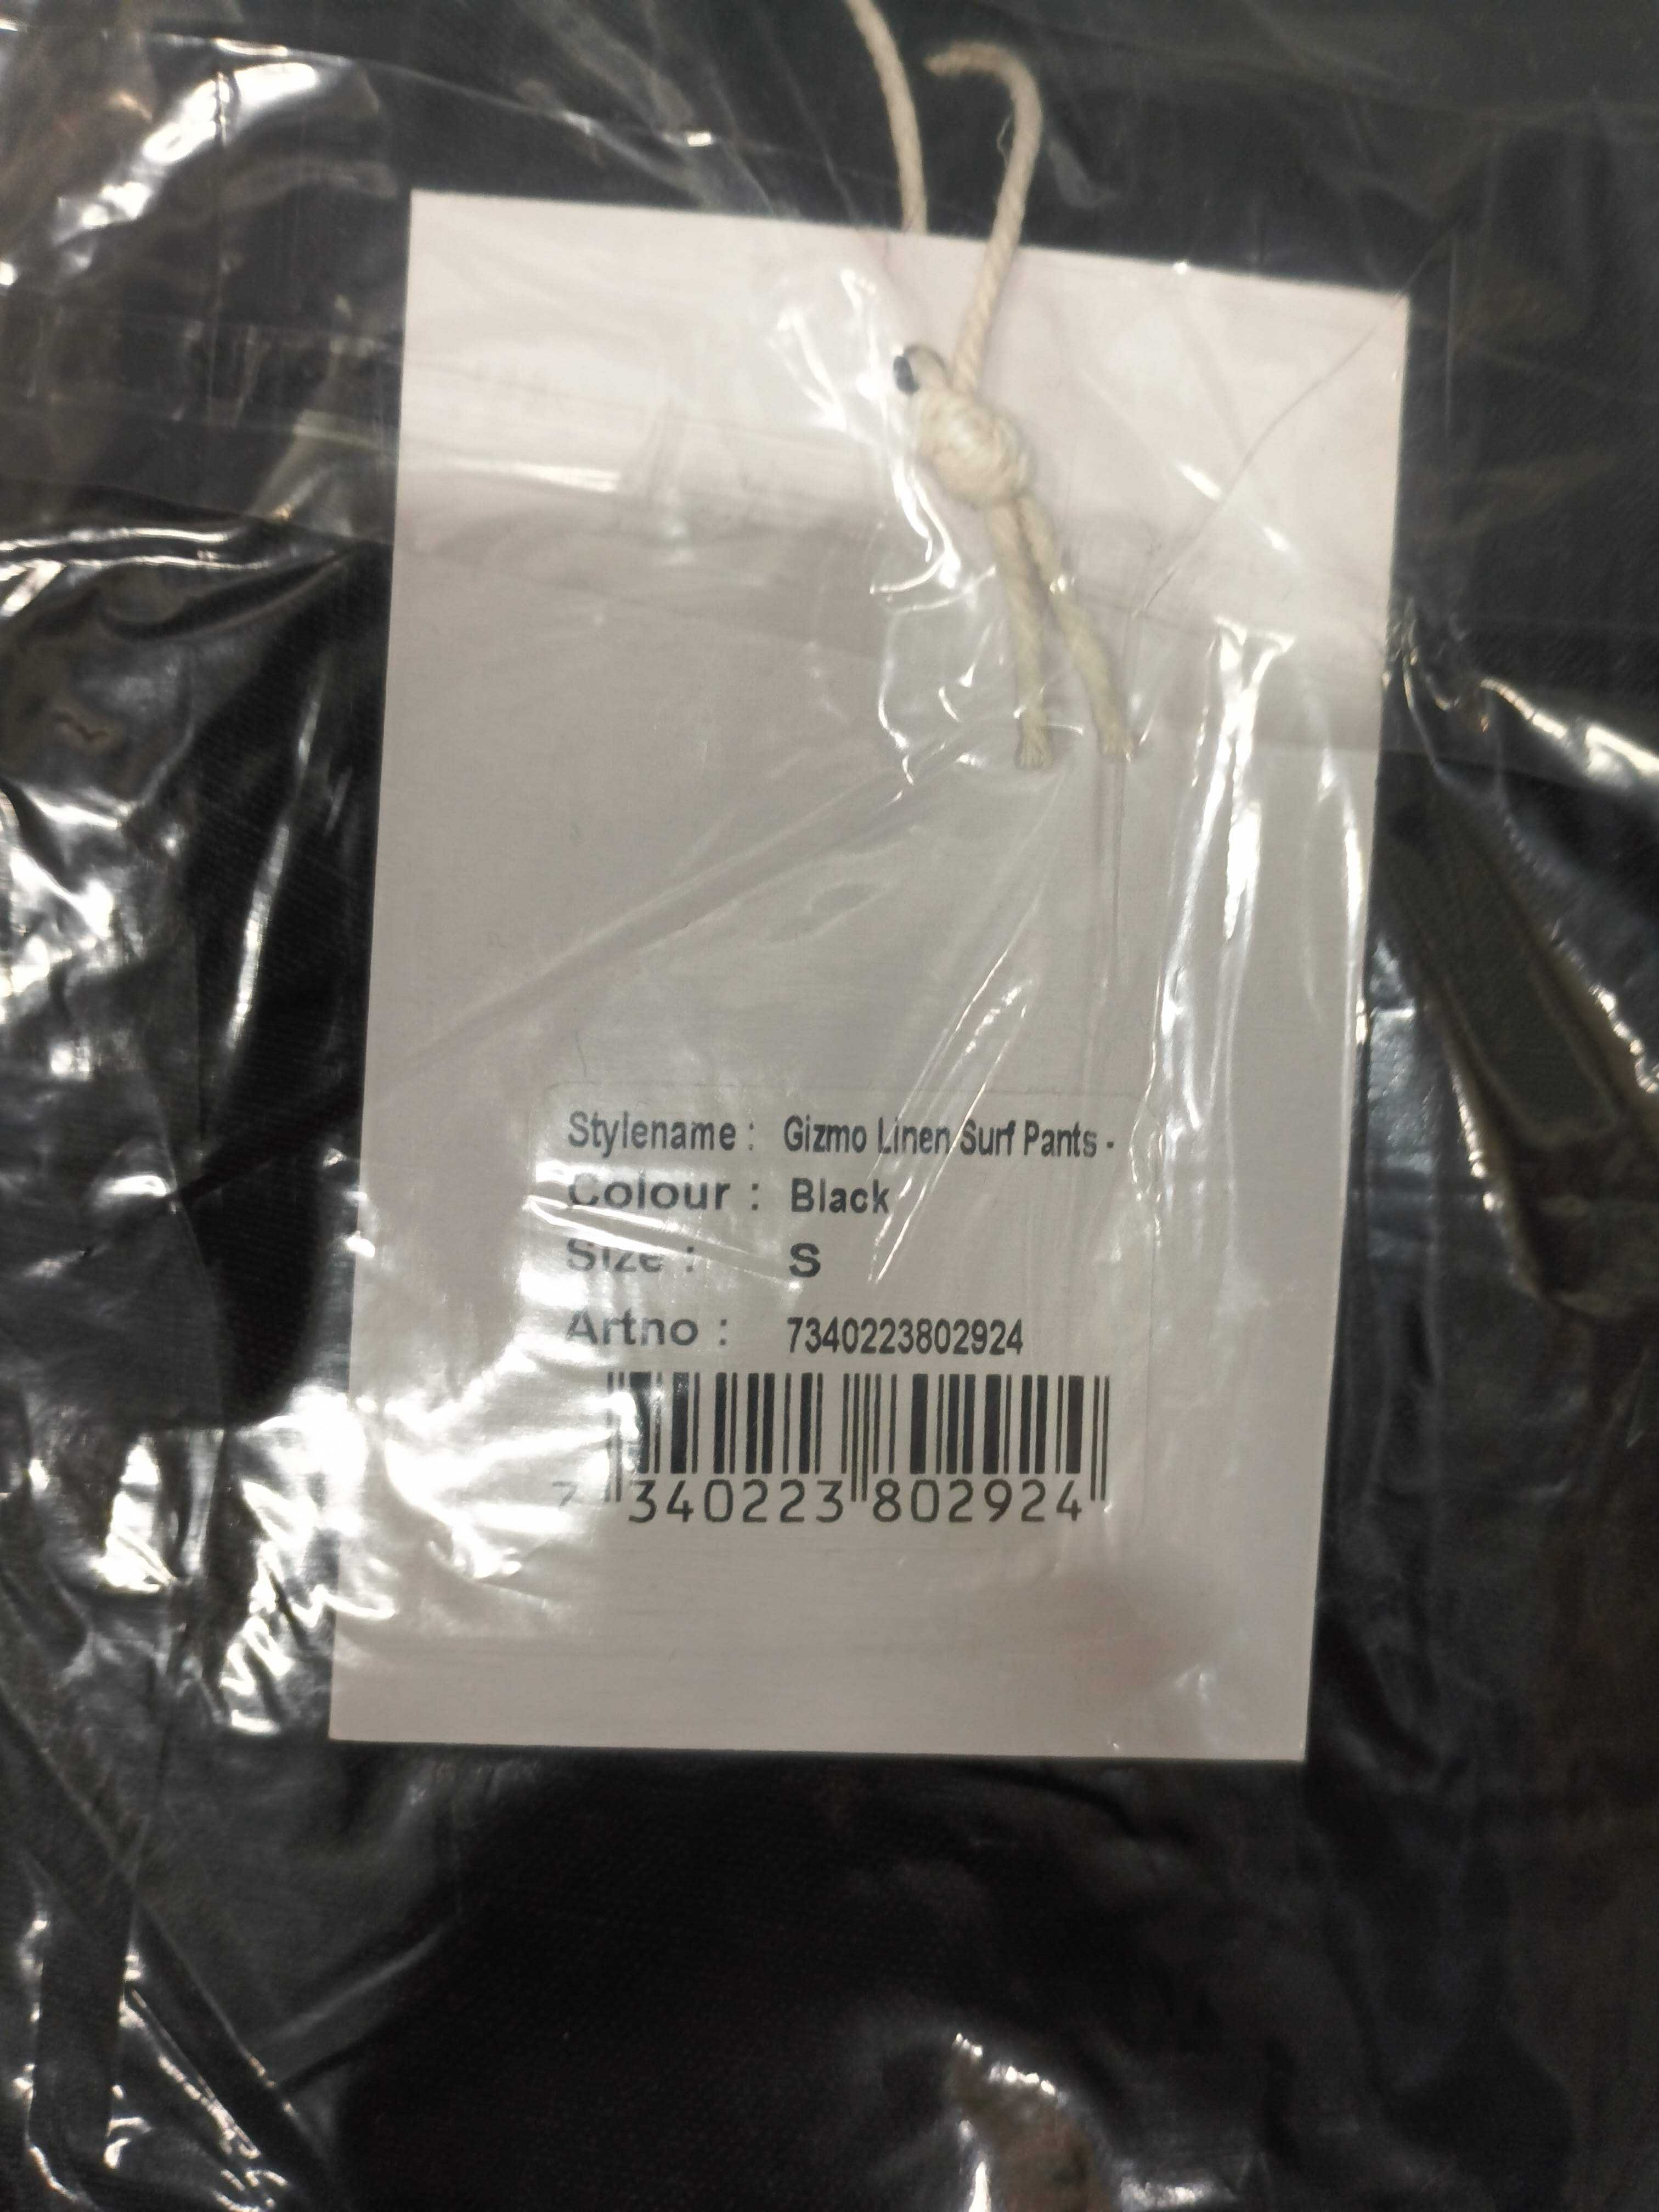 Stylename : Gizmo Linen Surf Pants -
Colour : Black
Size : S
Artno : 7340223802924
7 340223 802924